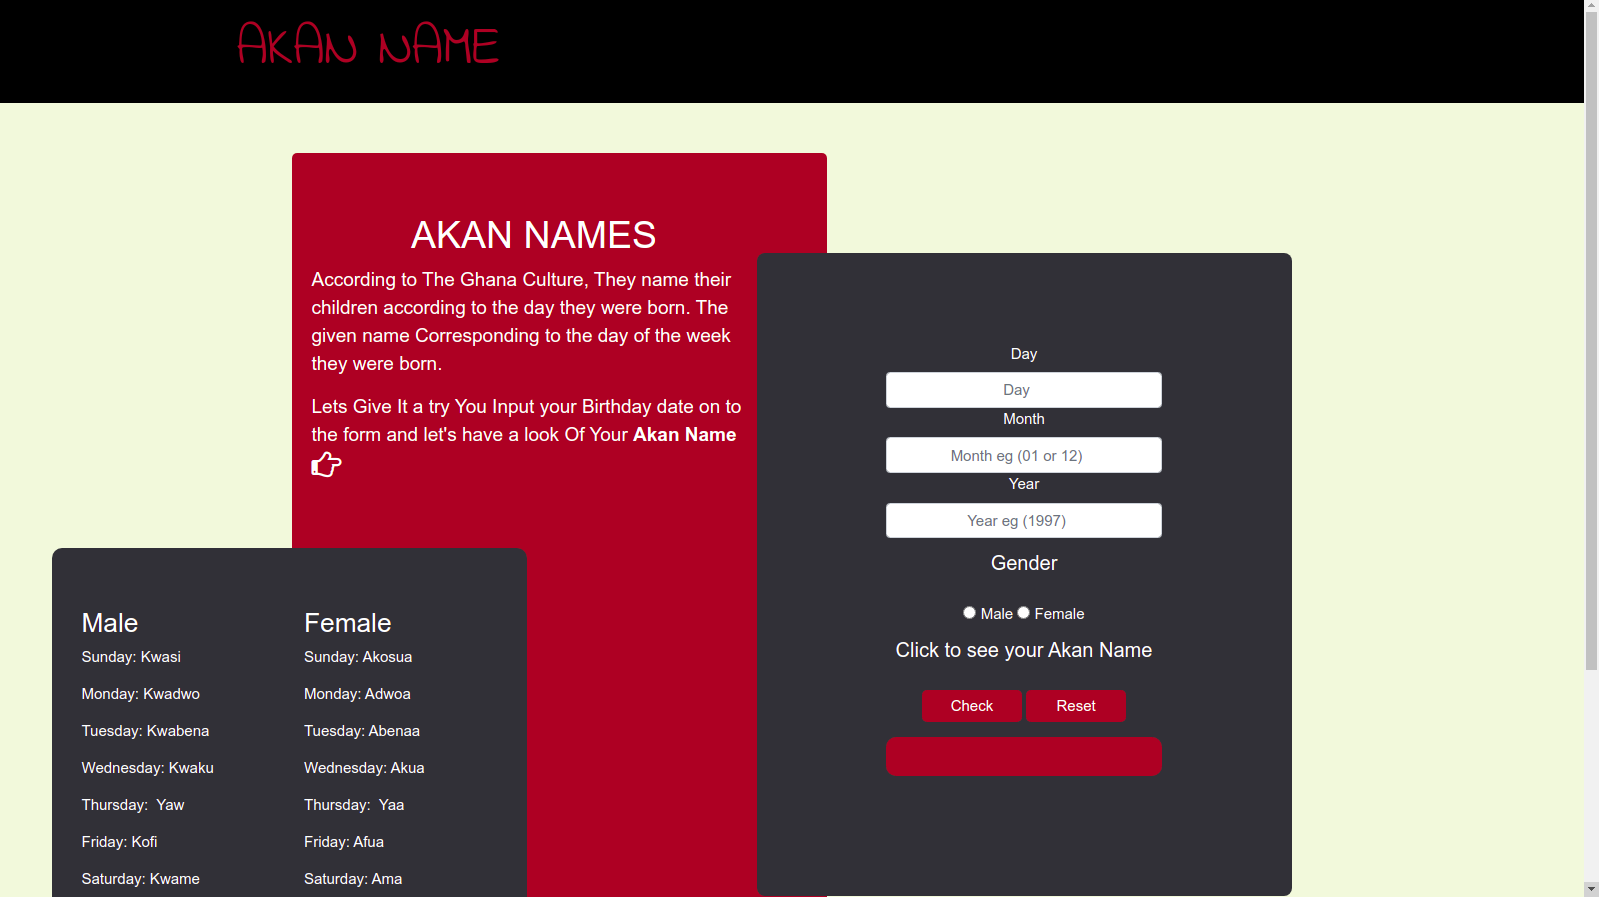 AKAN NAME
AKAN NAMES
According to The Ghana Culture, They name their
children according to the day they were born. The
given name Corresponding to the day of the week
they were born.
Lets Give It a try You Input your Birthday date on to
the form and let's have a look Of Your Akan Name
Day
Day
Month
Month eg (01 or 12)
Year
Year eg (1997)
Gender
Male Female
Click to see your Akan Name
Check Reset
Male
Sunday: Kwasi
Monday: Kwadwo
Tuesday: Kwabena
Wednesday: Kwaku
Thursday:  Yaw
Friday: Kofi
Saturday: Kwame
Female
Sunday: Akosua
Monday: Adwoa
Tuesday: Abenaa
Wednesday: Akua
Thursday:  Yaa
Friday: Afua
Saturday: Ama